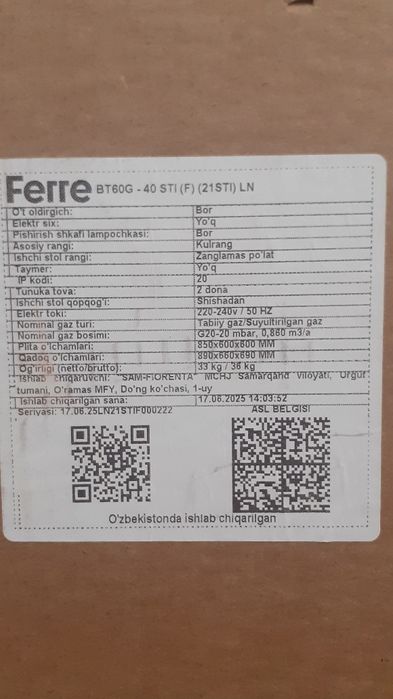 Ferre BT60G - 40 STI (F) (21STI) LN
O't oldirgich: Bor
Elektr six: Yo'q
Pishirish shkafi lampochkasi: Bor
Asosiy rangi: Kulrang
Ishchi stol rangi: Zanglamas po'lat
Taymer: Yo'q
IP kodi: 20
Tunuka tova: 2 dona
Ishchi stol qopqog'i: Shishadan
Elektr toki: 220-240v / 50 HZ
Nominal gaz turi: Tabiiy gaz/Suyultirilgan gaz
Nominal gaz bosimi: G20-20 mbar, 0,860 m3/a
Plita o'lchamlari: 850x600x600 MM
Qadoq o'lchamlari: 890x650x690 MM
Og'irligi (netto/brutto): 33 kg / 36 kg
Ishlab chiqaruvchi: "SAM-FIORENTA" MCHJ Samarqand viloyati, Urgut
tumani, O'ramas MFY, Do'ng ko'chasi, 1-uy
Ishlab chiqarilgan sana: 17.06.2025 14:03:52
Seriyasi: 17.06.25LN21STIF000222 ASL BELGISI
O'zbekistonda ishlab chiqarilgan